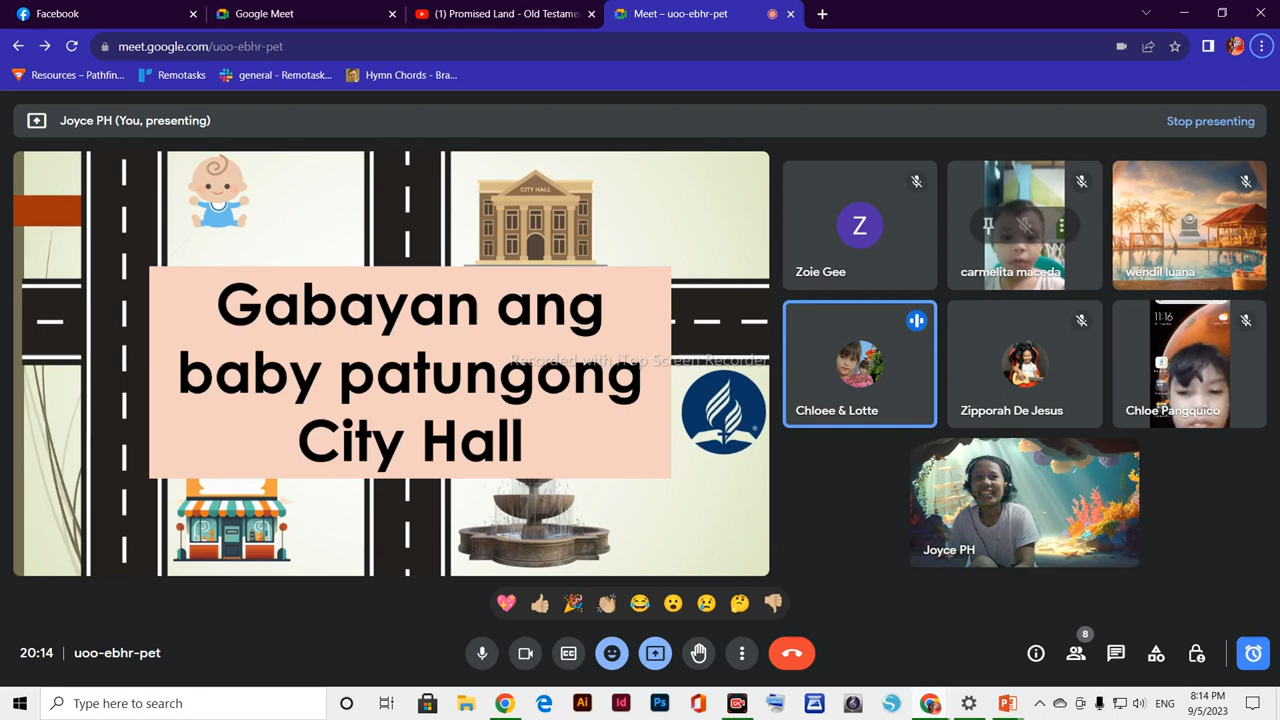 Facebook
Google Meet
(1) Promised Land - Old Testame
Meet – uoo-ebhr-pet
meet.google.com/uoo-ebhr-pet
Resources – Pathfin...
Remotasks
general - Remotask...
Hymn Chords - Bra...
Joyce PH (You, presenting)
Stop presenting
CITY HALL
Gabayan ang
baby patungong
City Hall
Recorded with iTop Screen Recorder
Z
Zoie Gee
carmelita maceda
wendil luana
Chloee & Lotte
Zipporah De Jesus
11:16
Chloe Pangquico
Joyce PH
20:14 | uoo-ebhr-pet
8
Type here to search
Ai
Id
Ps
ENG
8:14 PM
9/5/2023